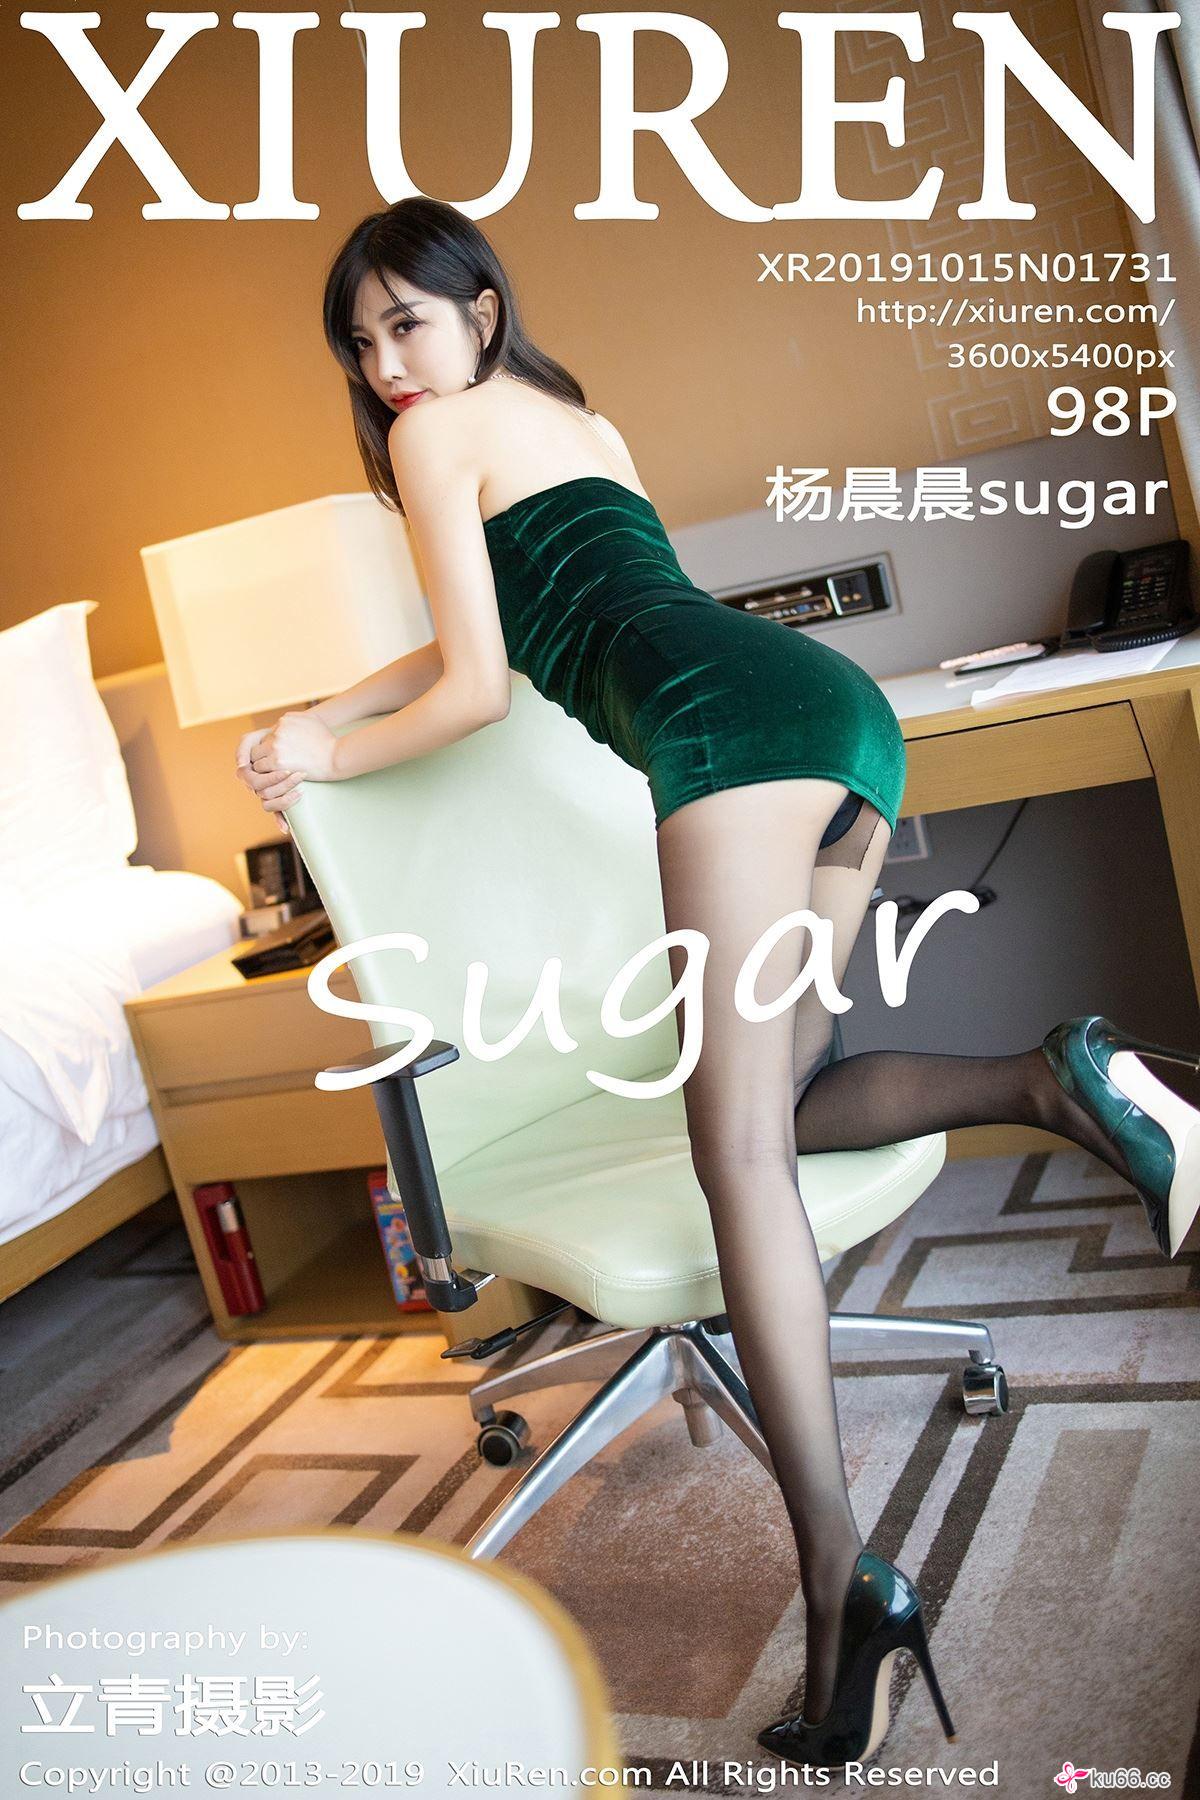 XIUREN
XR20191015N01731
http://xiuren.com/
3600x5400px
98P
杨晨晨sugar
Sugar
Photography by:
立青摄影
Copyright @2013-2019 XiuRen.com All Rights Reserved
ku66.cc